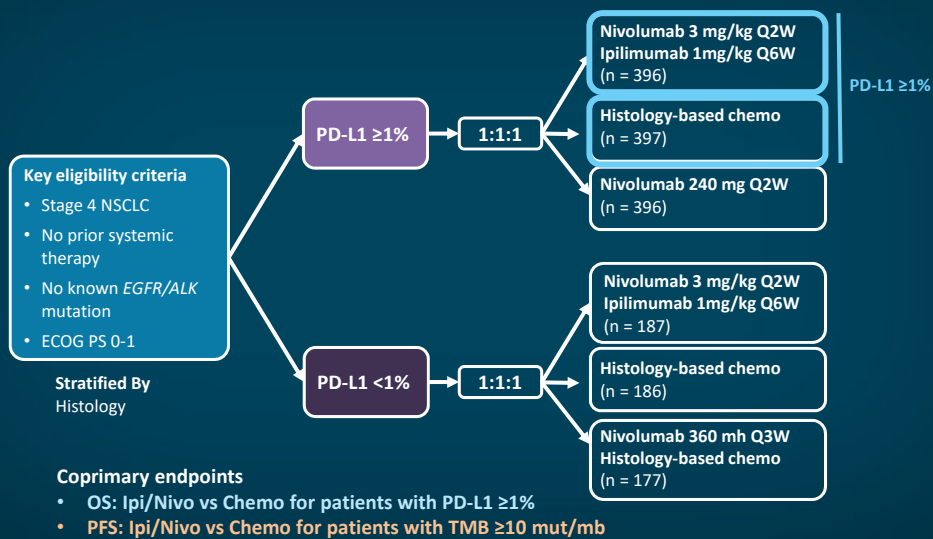 Key eligibility criteria
• Stage 4 NSCLC
• No prior systemic
therapy
• No known EGFR/ALK
mutation
• ECOG PS 0-1
Stratified By
Histology
PD-L1 ≥1%
1:1:1
Nivolumab 3 mg/kg Q2W
Ipilimumab 1mg/kg Q6W
(n = 396)
Histology-based chemo
(n = 397)
Nivolumab 240 mg Q2W
(n = 396)
PD-L1 ≥1%
PD-L1 <1%
1:1:1
Nivolumab 3 mg/kg Q2W
Ipilimumab 1mg/kg Q6W
(n = 187)
Histology-based chemo
(n = 186)
Nivolumab 360 mh Q3W
Histology-based chemo
(n = 177)
Coprimary endpoints
• OS: Ipi/Nivo vs Chemo for patients with PD-L1 ≥1%
• PFS: Ipi/Nivo vs Chemo for patients with TMB ≥10 mut/mb